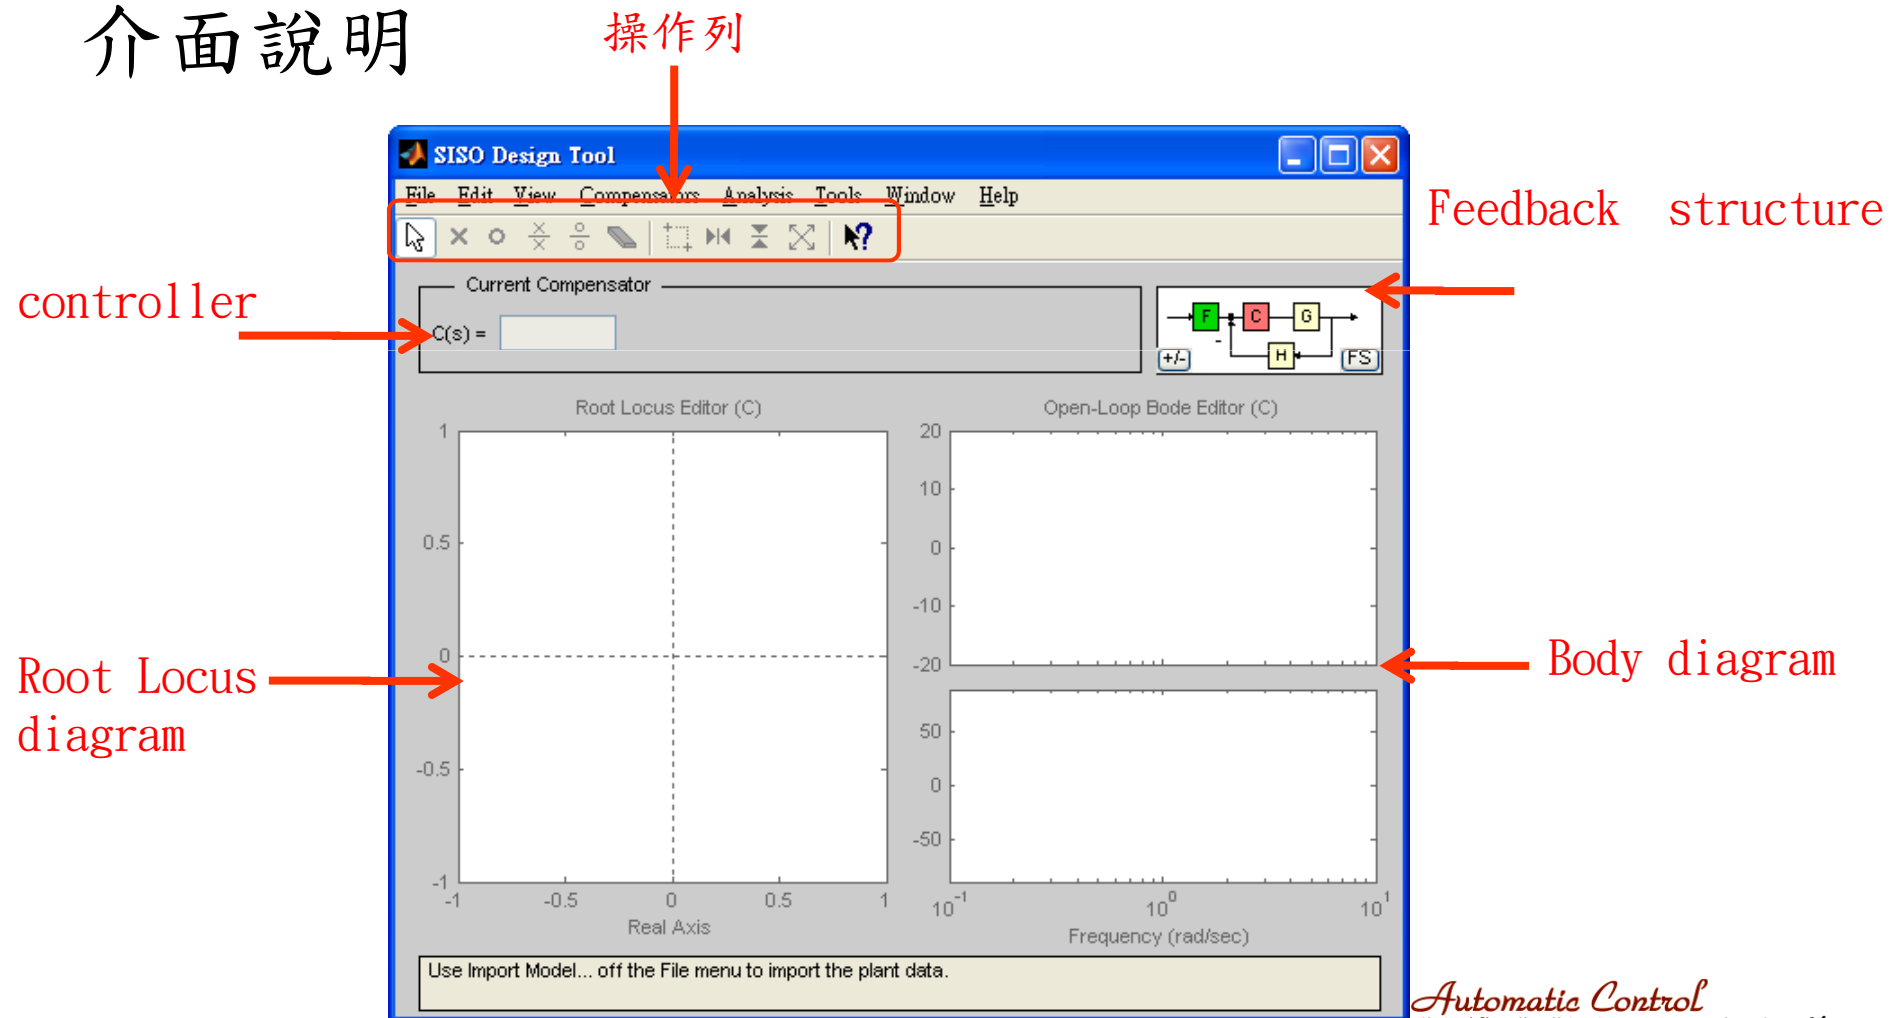 介面說明
操作列
SISO Design Tool
File Edit View Compensators Analysis Tools Window Help
Feedback structure
controller
Current Compensator
C(s) =
F C G
H
+/-
FS
Root Locus Editor (C)
1
0.5
0
-0.5
-1
-1 -0.5 0 0.5 1
Real Axis
Open-Loop Bode Editor (C)
20
10
0
-10
-20
50
0
-50
10^-1 10^0 10^1
Frequency (rad/sec)
Root Locus
diagram
Body diagram
Use Import Model... off the File menu to import the plant data.
Automatic Control